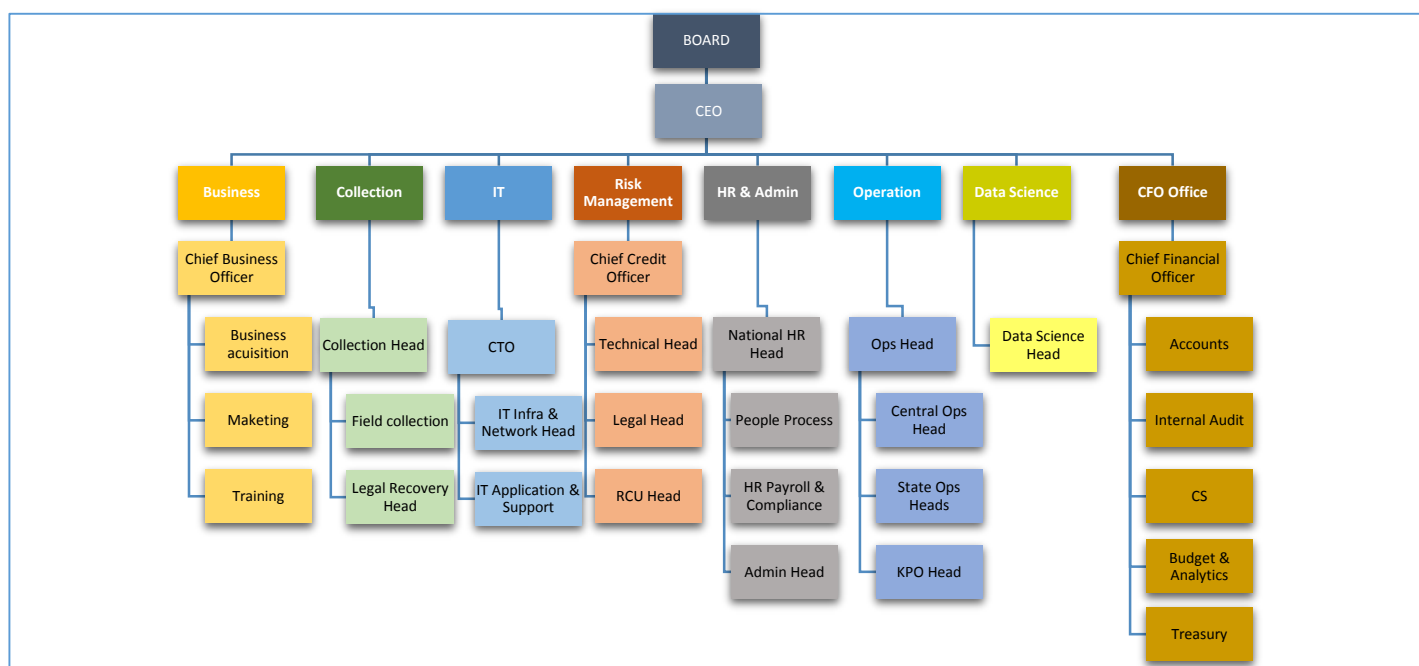 BOARD
CEO
Business
Collection
IT
Risk
Management
HR & Admin
Operation
Data Science
CFO Office
Chief Business
Officer
Chief Credit
Officer
Chief Financial
Officer
Business
acuisition
Collection Head
CTO
Technical Head
National HR
Head
Ops Head
Data Science
Head
Accounts
Maketing
Field collection
IT Infra &
Network Head
Legal Head
People Process
Central Ops
Head
Internal Audit
Training
Legal Recovery
Head
IT Application &
Support
RCU Head
HR Payroll &
Compliance
State Ops
Heads
CS
Admin Head
KPO Head
Budget &
Analytics
Treasury